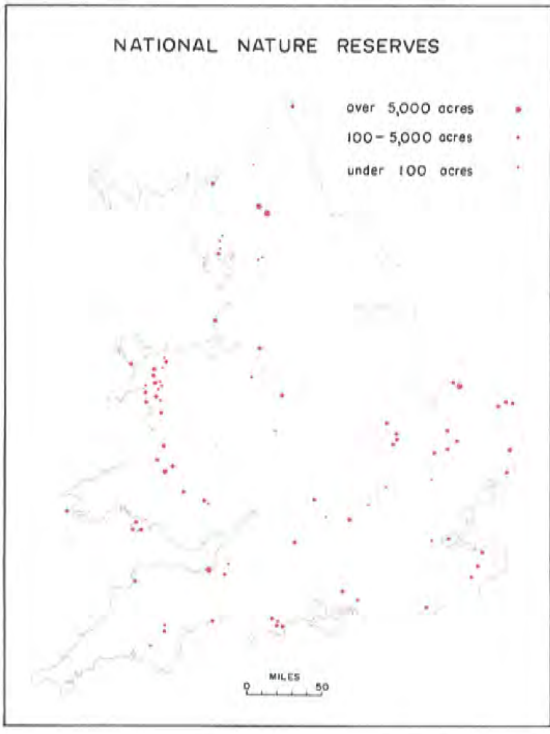 NATIONAL NATURE RESERVES
over 5,000 acres
100-5,000 acres
under 100 acres
MILES
0 50